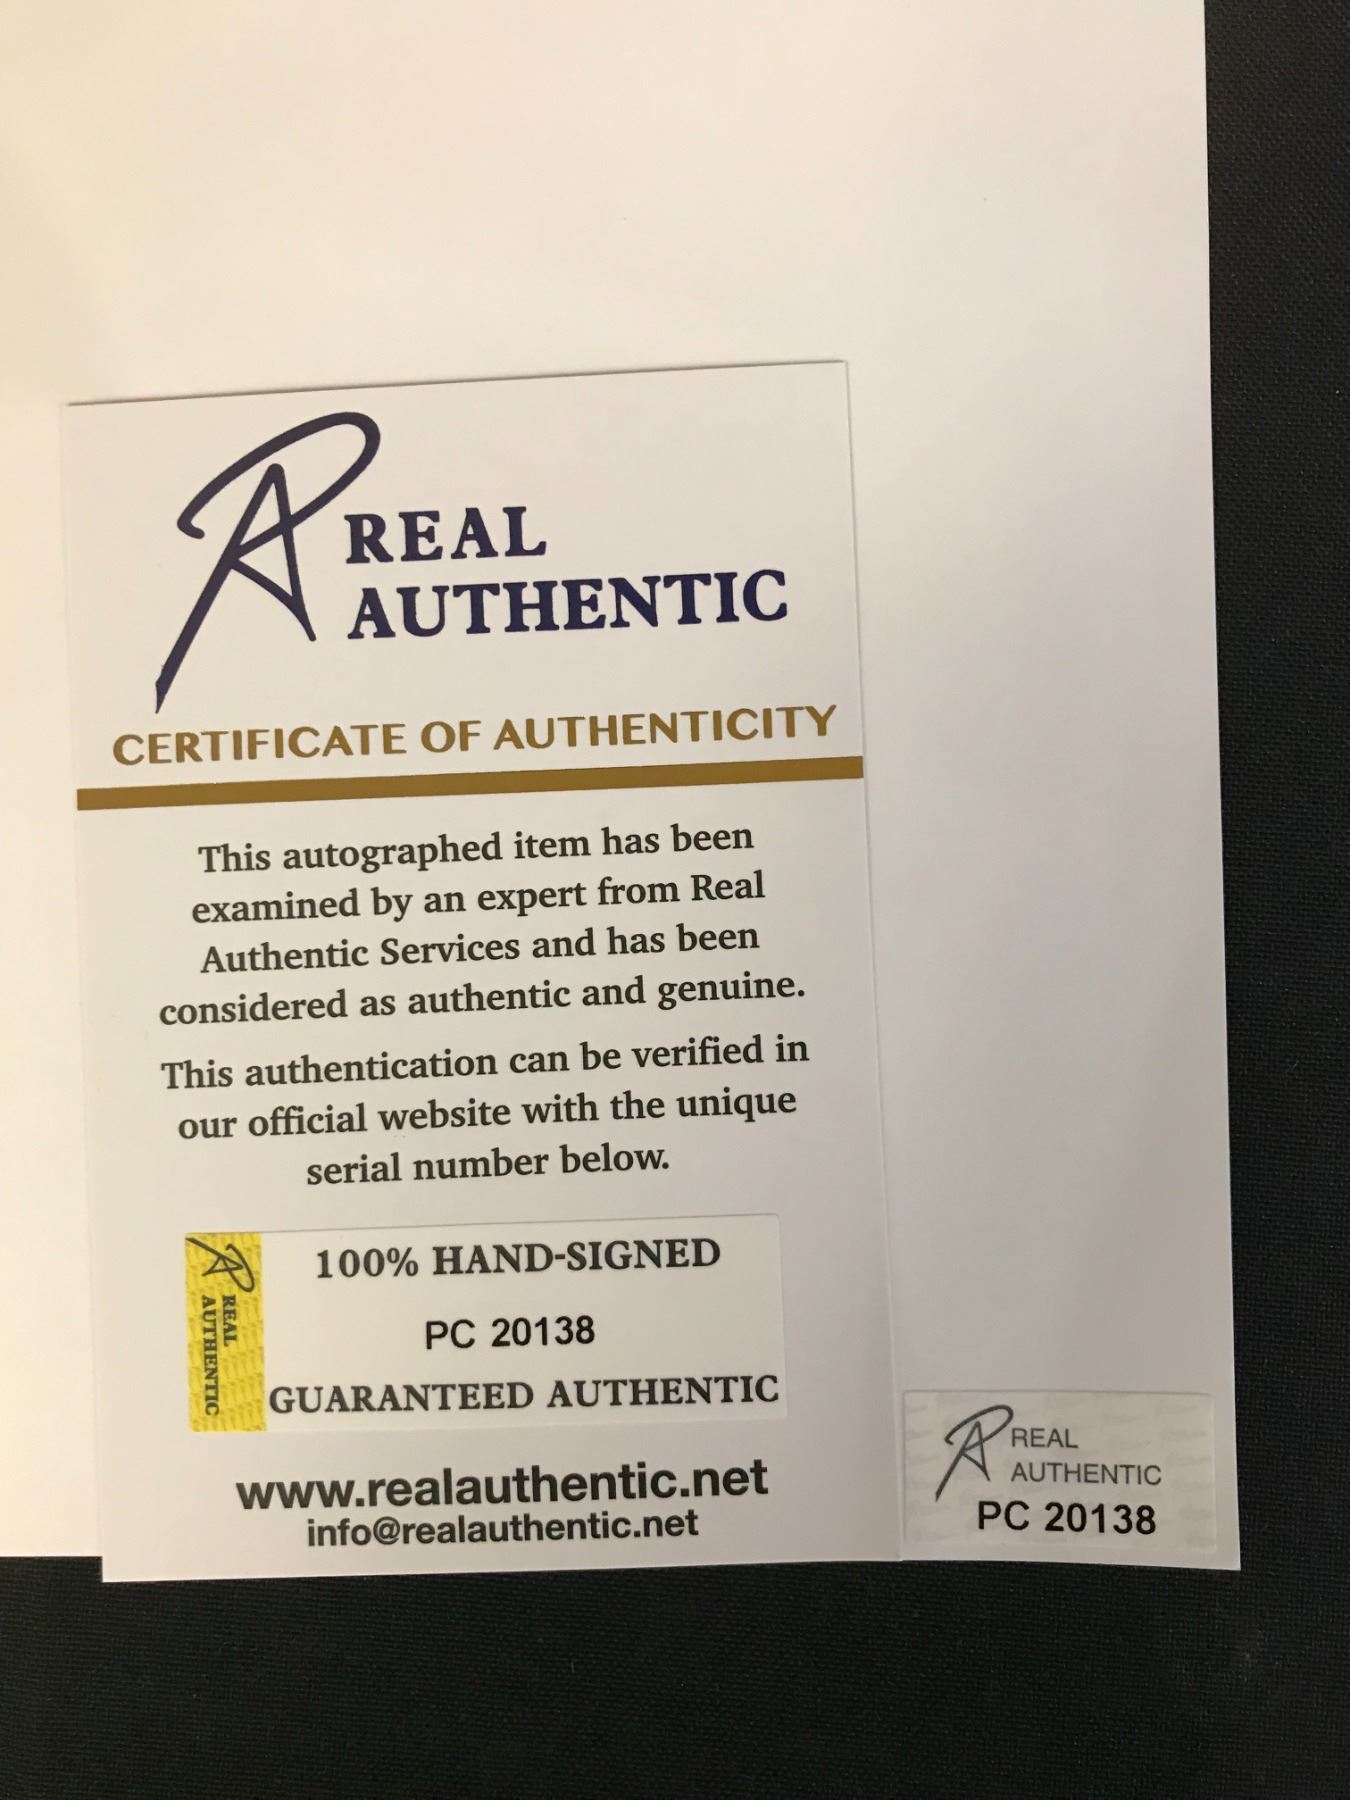 REAL
AUTHENTIC
CERTIFICATE OF AUTHENTICITY
This autographed item has been
examined by an expert from Real
Authentic Services and has been
considered as authentic and genuine.
This authentication can be verified in
our official website with the unique
serial number below.
REAL
AUTHENTIC
100% HAND-SIGNED
PC 20138
GUARANTEED AUTHENTIC
www.realauthentic.net
info@realauthentic.net
REAL
AUTHENTIC
PC 20138